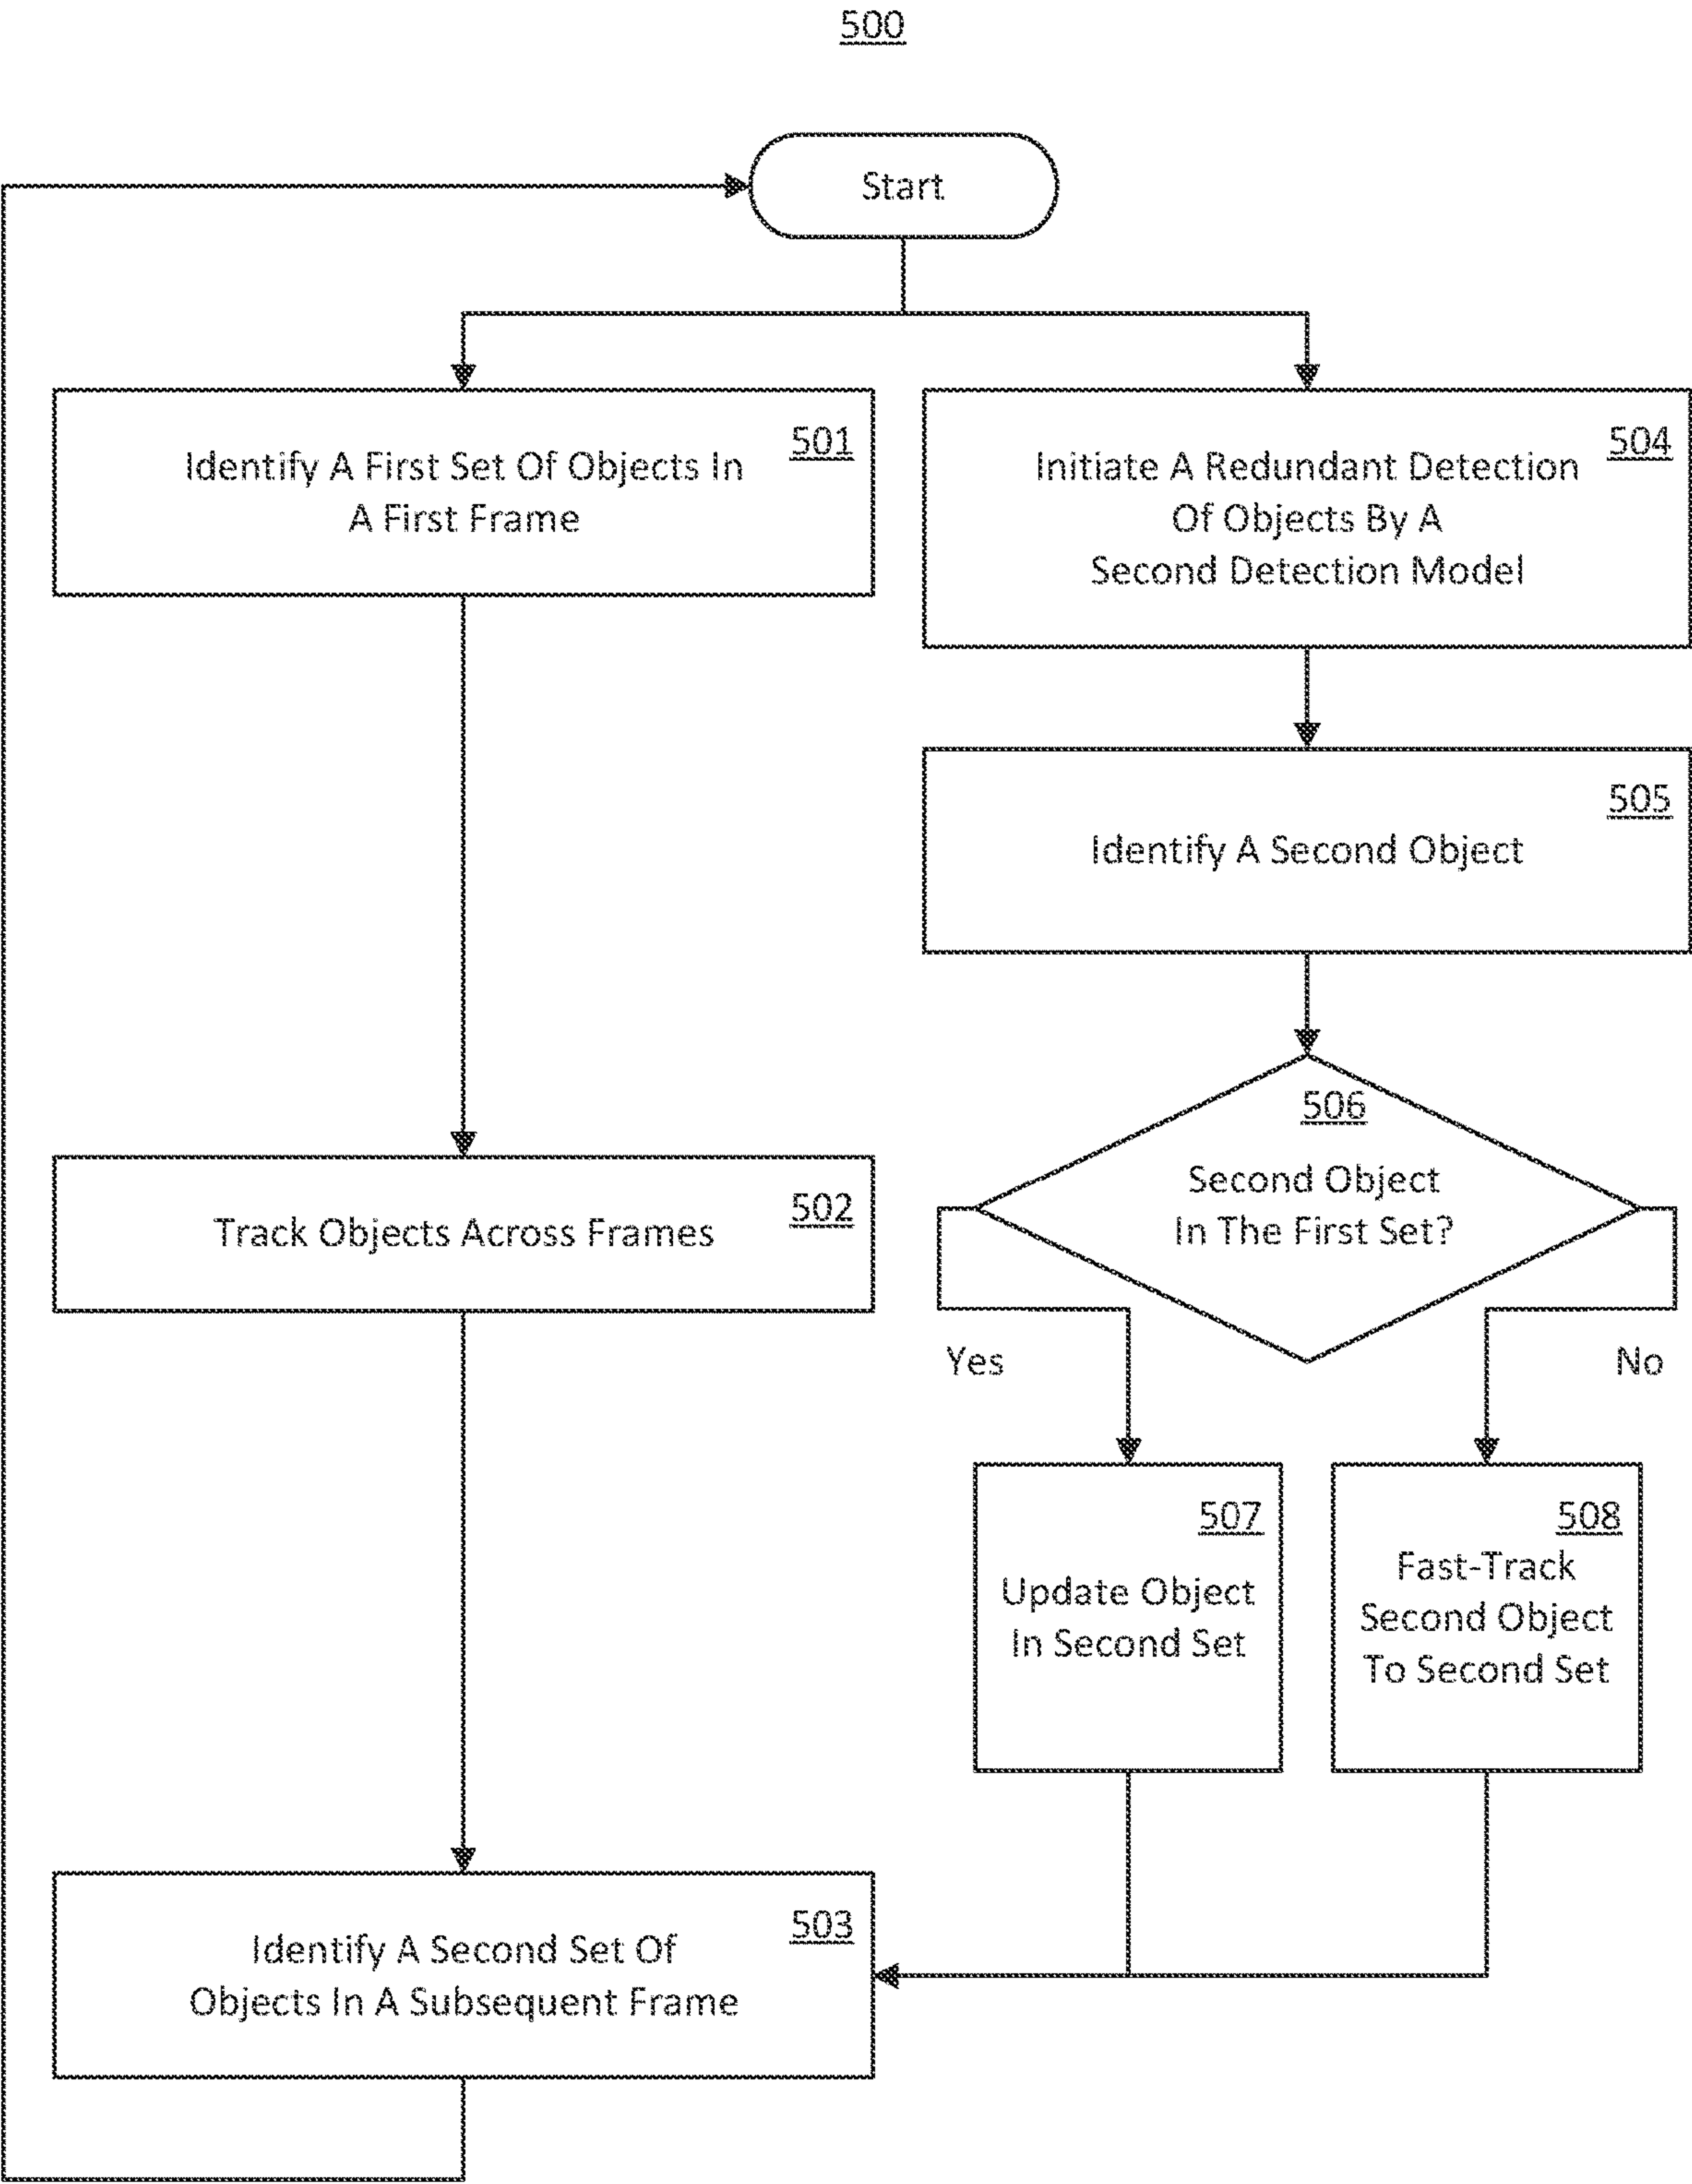 500
Start
501
Identify A First Set Of Objects In
A First Frame
504
Initiate A Redundant Detection
Of Objects By A
Second Detection Model
505
Identify A Second Object
506
Second Object
In The First Set?
502
Track Objects Across Frames
Yes
No
507
Update Object
In Second Set
508
Fast-Track
Second Object
To Second Set
503
Identify A Second Set Of
Objects In A Subsequent Frame